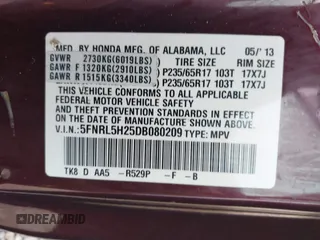 MFD. BY HONDA MFG. OF ALABAMA, LLC 05/'13
GVWR 2730KG(6019LBS) TIRE SIZE RIM SIZE
GAWR F 1320KG(2910LBS) P235/65R17 103T 17X7J
GAWR R 1515KG(3340LBS) P235/65R17 103T 17X7J
THIS VEHICLE CONFORMS TO ALL APPLICABLE
FEDERAL MOTOR VEHICLE SAFETY AND
THEFT PREVENTION STANDARDS IN EFFECT ON
THE DATE OF MANUFACTURE SHOWN ABOVE.
V.I.N: 5FNRL5H25DB080209 TYPE: MPV
TK8 D AA5 -R529P -F -B
DREAMBID